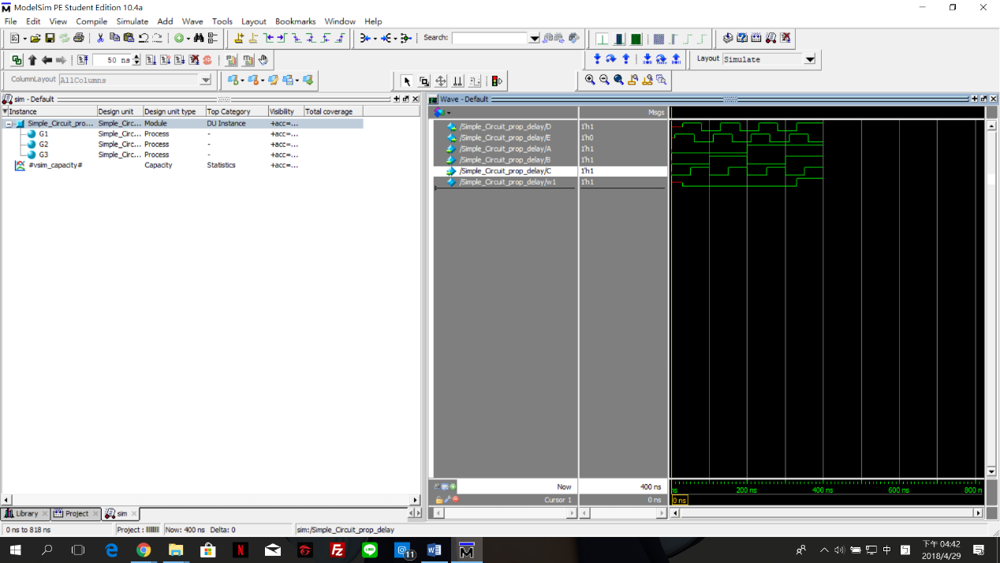 ModelSim PE Student Edition 10.4a
File Edit View Compile Simulate Add Wave Tools Layout Bookmarks Window Help
Search:
50 ns
Layout Simulate
ColumnLayout AllColumns
sim - Default
Instance Design unit Design unit type Top Category Visibility Total coverage
Simple_Circuit_pro... Simple_Circ... Module DU Instance +acc=...
G1 Simple_Circ... Process - +acc=...
G2 Simple_Circ... Process - +acc=...
G3 Simple_Circ... Process - +acc=...
#vsim_capacity# Capacity Statistics +acc=...
Wave - Default
Msgs
/Simple_Circuit_prop_delay/D 1'h1
/Simple_Circuit_prop_delay/E 1'h0
/Simple_Circuit_prop_delay/A 1'h1
/Simple_Circuit_prop_delay/B 1'h1
/Simple_Circuit_prop_delay/C 1'h1
/Simple_Circuit_prop_delay/w1 1'h1
Now 400 ns
ns 200 ns 400 ns 600 ns 800 n
Cursor 1 0 ns
0 ns
Library Project sim
0 ns to 818 ns Project : Now: 400 ns Delta: 0 sim:/Simple_Circuit_prop_delay
11
中
下午 04:42
2018/4/29